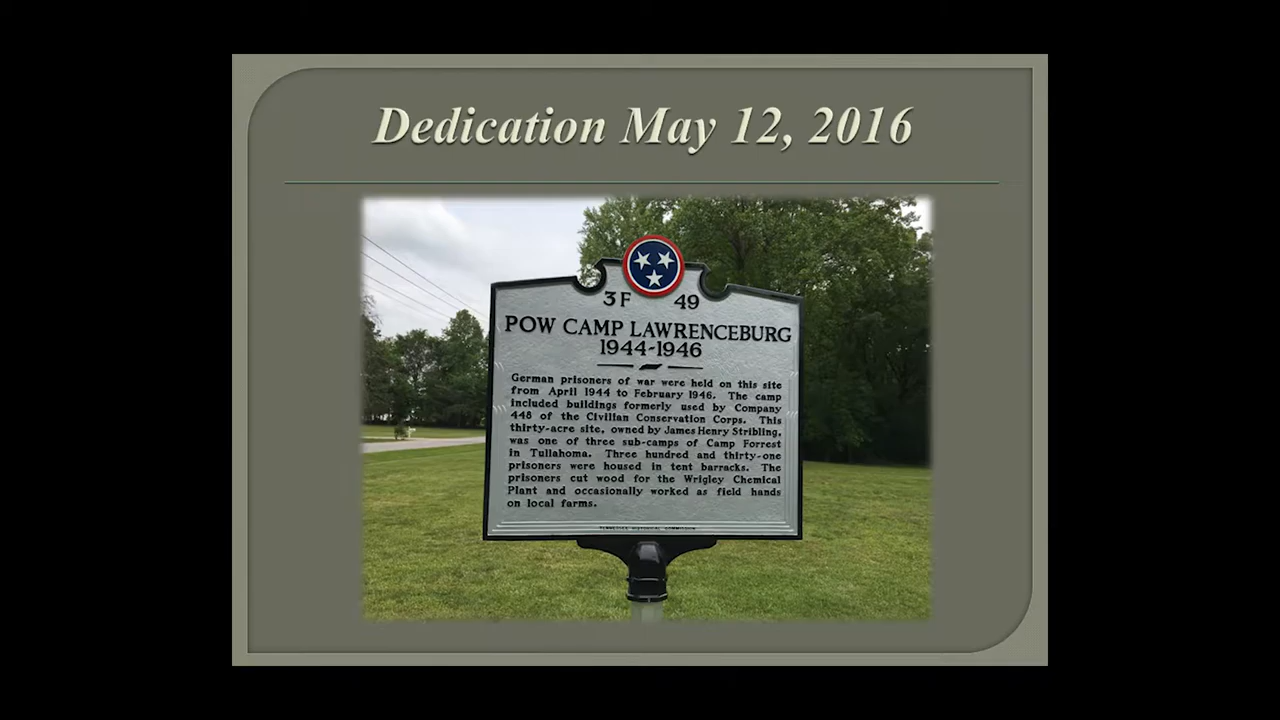 Dedication May 12, 2016
3F 49
POW CAMP LAWRENCEBURG
1944-1946
German prisoners of war were held on this site
from April 1944 to February 1946. The camp
included buildings formerly used by Company
448 of the Civilian Conservation Corps. This
thirty-acre site, owned by James Henry Stribling,
was one of three sub-camps of Camp Forrest
in Tullahoma. Three hundred and thirty-one
prisoners were housed in tent barracks. The
prisoners cut wood for the Wrigley Chemical
Plant and occasionally worked as field hands
on local farms.
TENNESSEE HISTORICAL COMMISSION